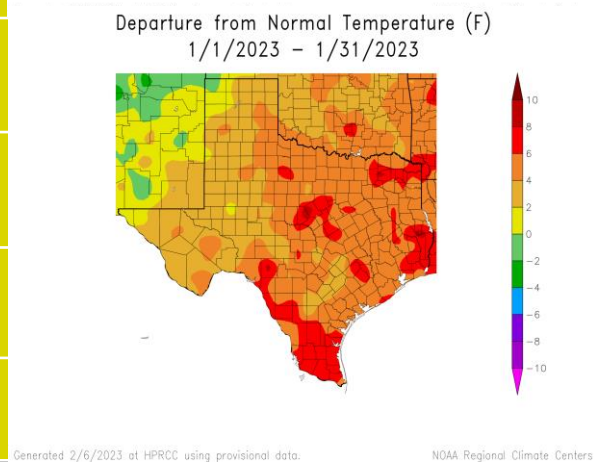 Departure from Normal Temperature (F)
1/1/2023 – 1/31/2023
10
8
6
4
2
0
−2
−4
−6
−8
−10
Generated 2/6/2023 at HPRCC using provisional data.
NOAA Regional Climate Centers